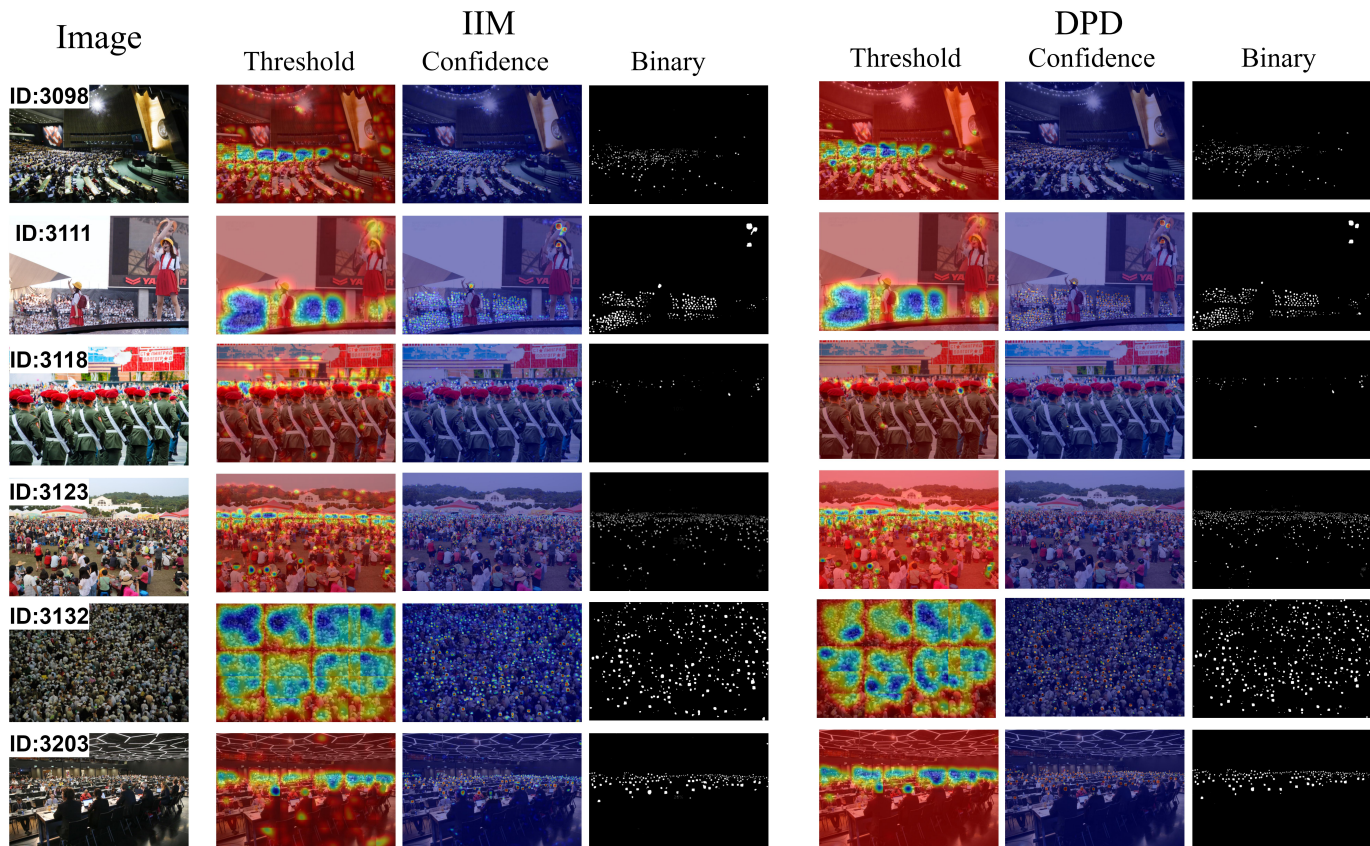 Image
IIM
DPD
Threshold Confidence Binary
Threshold Confidence Binary
ID:3098
ID:3111
ID:3118
ID:3123
ID:3132
ID:3203